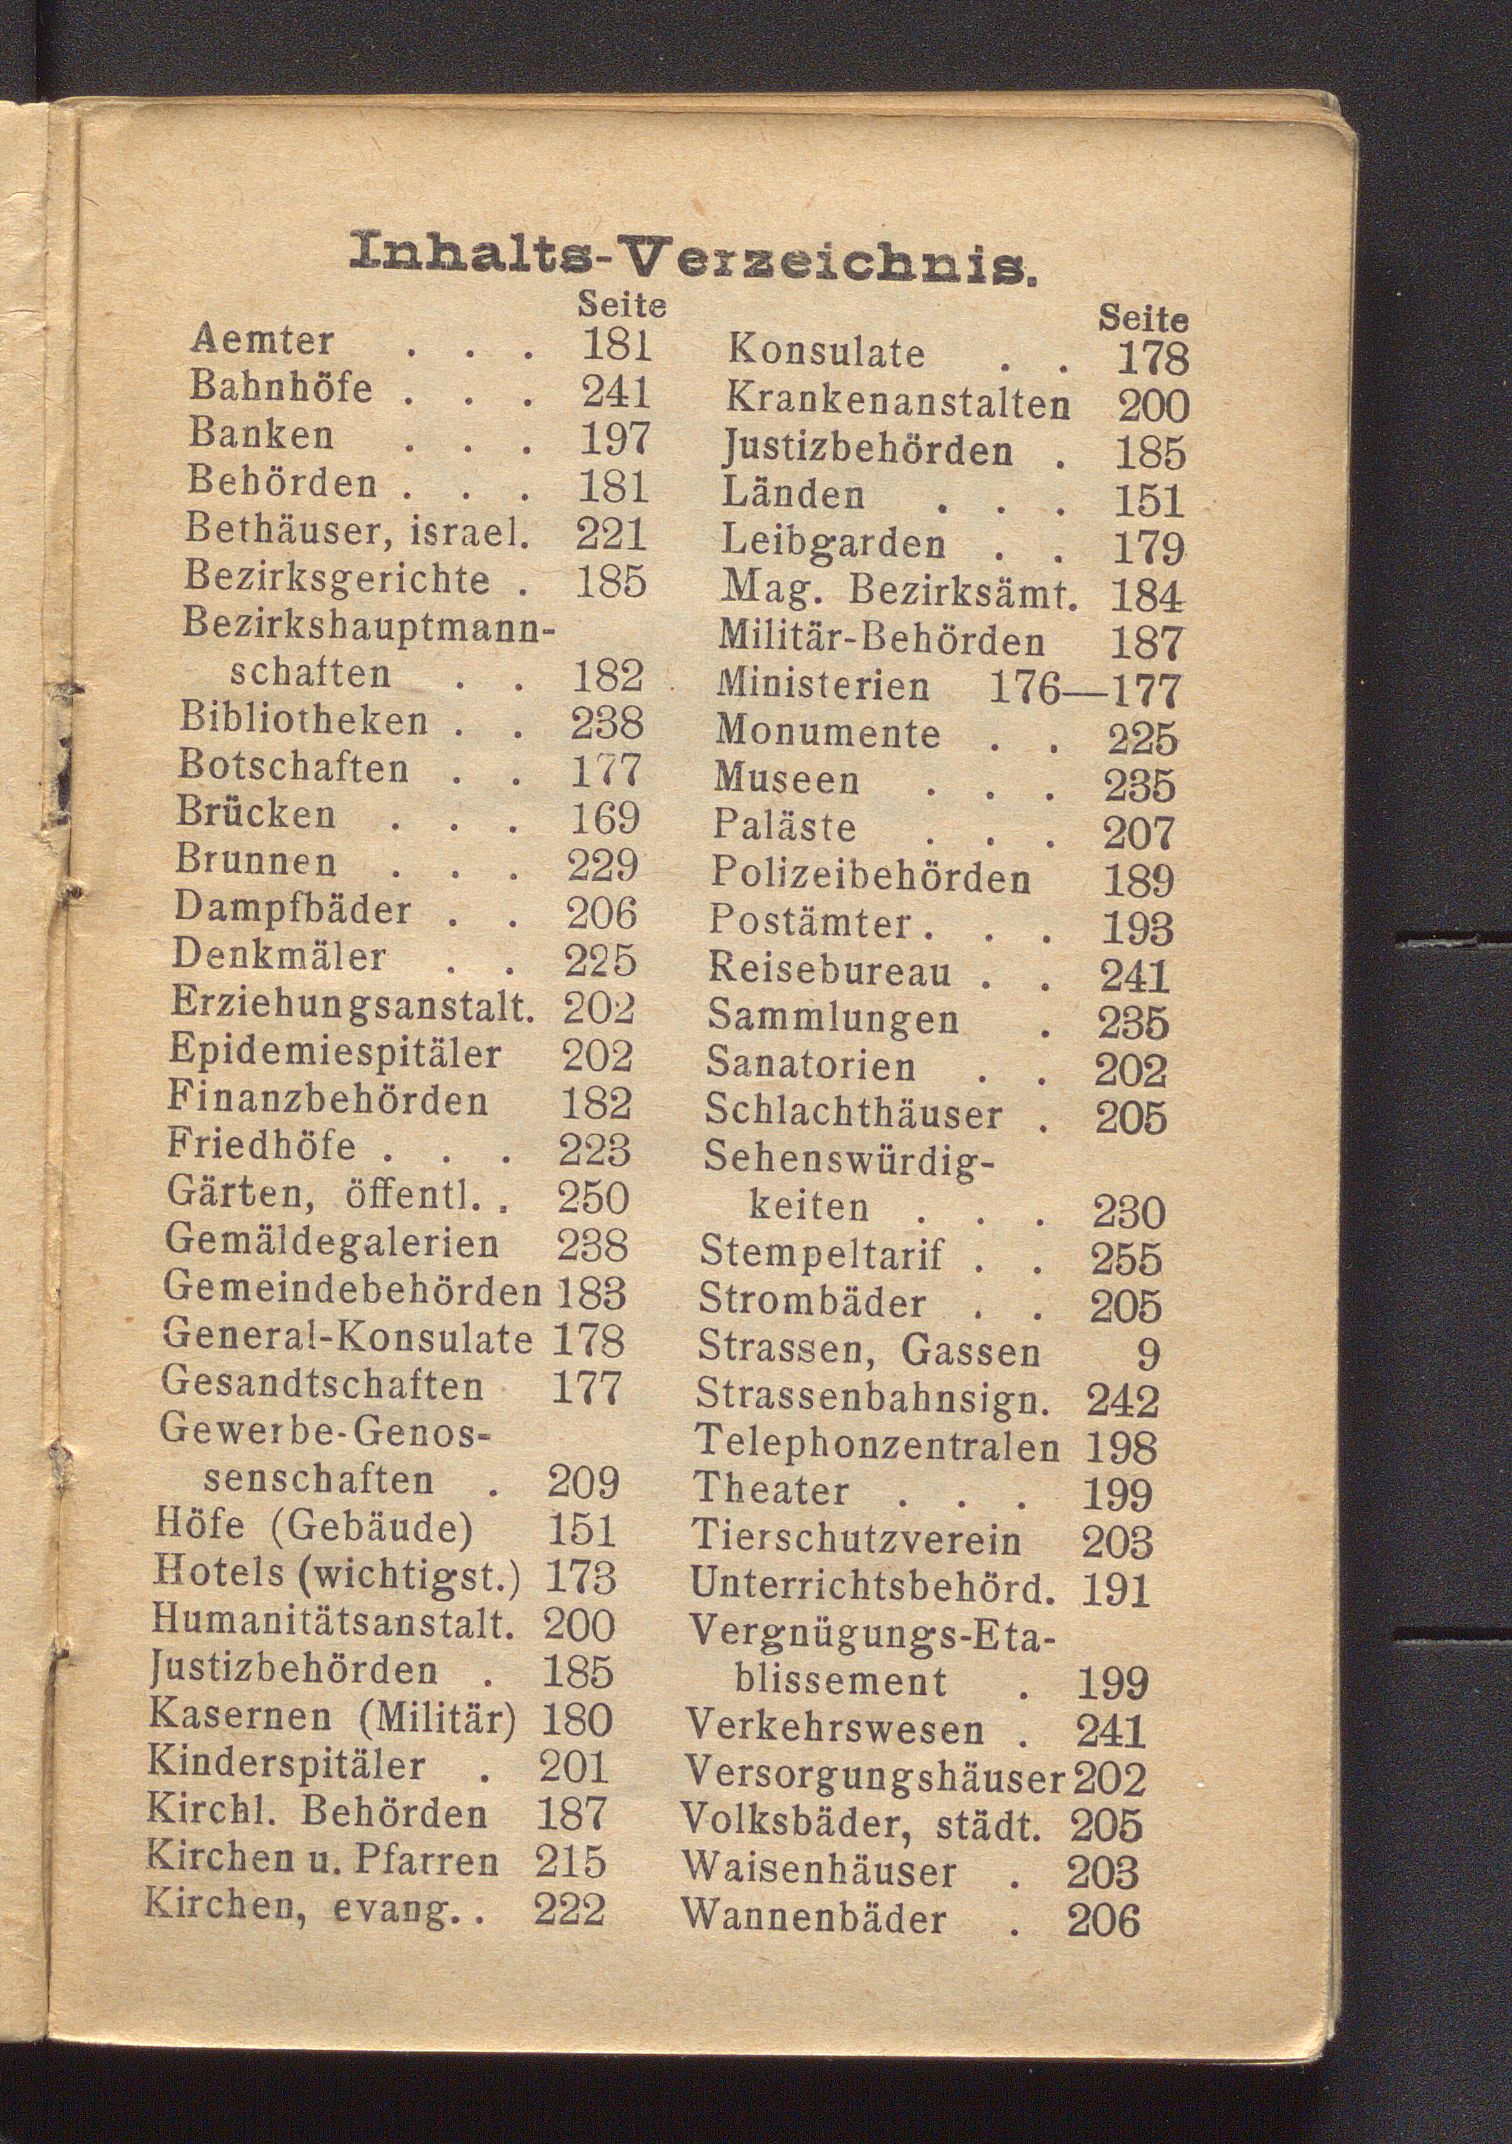 Inhalts-Verzeichnis.
Seite
Aemter . . . 181
Bahnhöfe . . . 241
Banken . . . 197
Behörden . . . 181
Bethäuser, israel. 221
Bezirksgerichte . 185
Bezirkshauptmann-
schaften . . 182
Bibliotheken . . 238
Botschaften . . 177
Brücken . . . 169
Brunnen . . . 229
Dampfbäder . . 206
Denkmäler . . 225
Erziehungsanstalt. 202
Epidemiespitäler 202
Finanzbehörden 182
Friedhöfe . . . 223
Gärten, öffentl. . 250
Gemäldegalerien 238
Gemeindebehörden 183
General-Konsulate 178
Gesandtschaften 177
Gewerbe-Genos-
senschaften . 209
Höfe (Gebäude) 151
Hotels (wichtigst.) 173
Humanitätsanstalt. 200
Justizbehörden . 185
Kasernen (Militär) 180
Kinderspitäler . 201
Kirchl. Behörden 187
Kirchen u. Pfarren 215
Kirchen, evang. . 222
Seite
Konsulate . . 178
Krankenanstalten 200
Justizbehörden . 185
Länden . . . 151
Leibgarden . . 179
Mag. Bezirksämt. 184
Militär-Behörden 187
Ministerien 176—177
Monumente . . 225
Museen . . . 235
Paläste . . . 207
Polizeibehörden 189
Postämter . . . 193
Reisebureau . . 241
Sammlungen . 235
Sanatorien . . 202
Schlachthäuser . 205
Sehenswürdig-
keiten . . . 230
Stempeltarif . . 255
Strombäder . . 205
Strassen, Gassen 9
Strassenbahnsign. 242
Telephonzentralen 198
Theater . . . 199
Tierschutzverein 203
Unterrichtsbehörd. 191
Vergnügungs-Eta-
blissement . 199
Verkehrswesen . 241
Versorgungshäuser 202
Volksbäder, städt. 205
Waisenhäuser . 203
Wannenbäder . 206